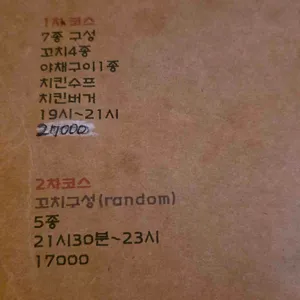 1차코스
7종 구성
꼬치4종
야채구이1종
치킨수프
치킨버거
19시~21시
27000
2차코스
꼬치구성(random)
5종
21시30분~23시
17000